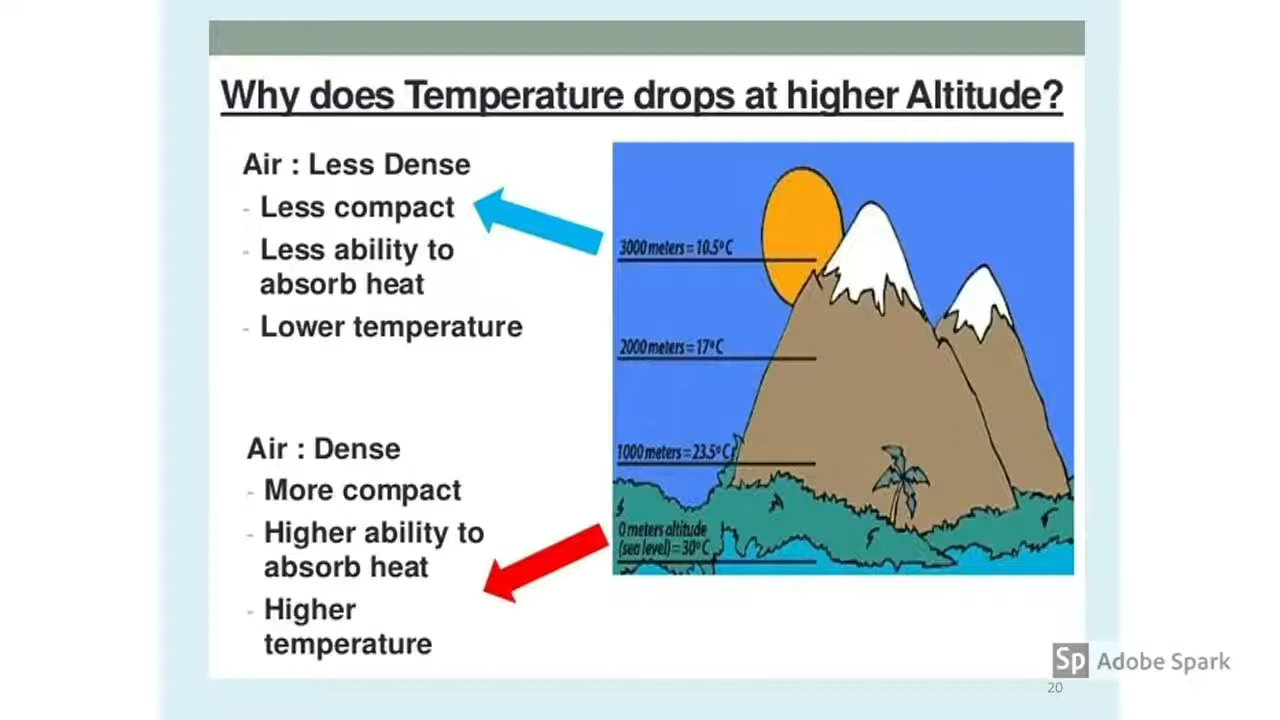 Why does Temperature drops at higher Altitude?
Air : Less Dense
- Less compact
- Less ability to
absorb heat
- Lower temperature
Air : Dense
- More compact
- Higher ability to
absorb heat
- Higher
temperature
3000 meters = 10.5°C
2000 meters = 17°C
1000 meters = 23.5°C
0 meters altitude
(sea level) = 30°C
Sp Adobe Spark
20